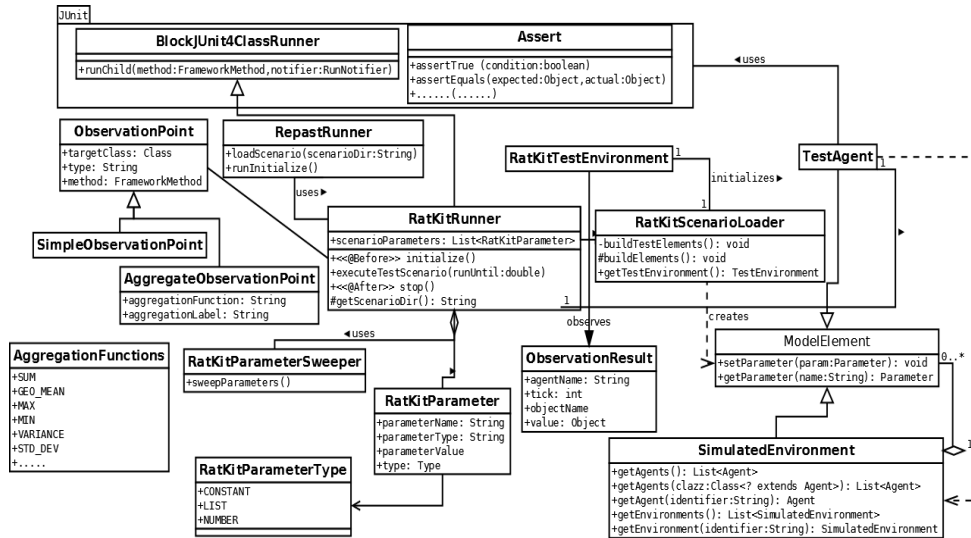 JUnit
BlockJUnit4ClassRunner
+runChild(method:FrameworkMethod,notifier:RunNotifier)
Assert
+assertTrue (condition:boolean)
+assertEquals(expected:Object,actual:Object)
+......(......)
◄uses
ObservationPoint
+targetClass: Class
+type: String
+method: FrameworkMethod
RepastRunner
+loadScenario(scenarioDir:String)
+runInitialize()
uses►
RatKitTestEnvironment
1
initializes►
1
TestAgent
1
SimpleObservationPoint
AggregateObservationPoint
+aggregationFunction: String
+aggregationLabel: String
RatKitRunner
+scenarioParameters: List<RatKitParameter>
+<<@Before>> initialize()
+executeTestScenario(runUntil:double)
+<<@After>> stop()
#getScenarioDir(): String
1
RatKitScenarioLoader
-buildTestElements(): void
#buildElements(): void
+getTestEnvironment(): TestEnvironment
creates
observes
◄uses
AggregationFunctions
+SUM
+GEO_MEAN
+MAX
+MIN
+VARIANCE
+STD_DEV
+.....
RatKitParameterSweeper
+sweepParameters()
ObservationResult
+agentName: String
+tick: int
+objectName
+value: Object
ModelElement
+setParameter(param:Parameter): void
+getParameter(name:String): Parameter
0..*
1
RatKitParameter
+parameterName: String
+parameterType: String
+parameterValue
+type: Type
RatKitParameterType
+CONSTANT
+LIST
+NUMBER
SimulatedEnvironment
+getAgents(): List<Agent>
+getAgents(clazz:Class<? extends Agent>): List<Agent>
+getAgent(identifier:String): Agent
+getEnvironments(): List<SimulatedEnvironment>
+getEnvironment(identifier:String): SimulatedEnvironment